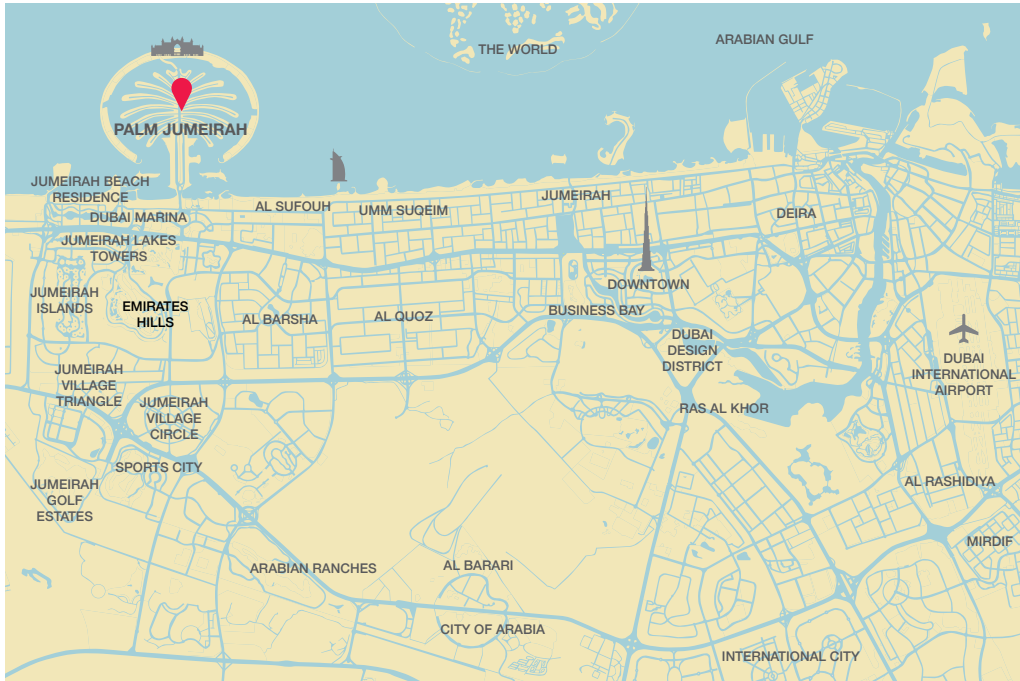 THE WORLD
ARABIAN GULF
PALM JUMEIRAH
JUMEIRAH BEACH
RESIDENCE
DUBAI MARINA
AL SUFOUH
UMM SUQEIM
JUMEIRAH
DEIRA
JUMEIRAH LAKES
TOWERS
JUMEIRAH
ISLANDS
EMIRATES
HILLS
AL BARSHA
AL QUOZ
DOWNTOWN
BUSINESS BAY
DUBAI
DESIGN
DISTRICT
DUBAI
INTERNATIONAL
AIRPORT
JUMEIRAH
VILLAGE
TRIANGLE
JUMEIRAH
VILLAGE
CIRCLE
RAS AL KHOR
SPORTS CITY
JUMEIRAH
GOLF
ESTATES
AL RASHIDIYA
MIRDIF
ARABIAN RANCHES
AL BARARI
CITY OF ARABIA
INTERNATIONAL CITY